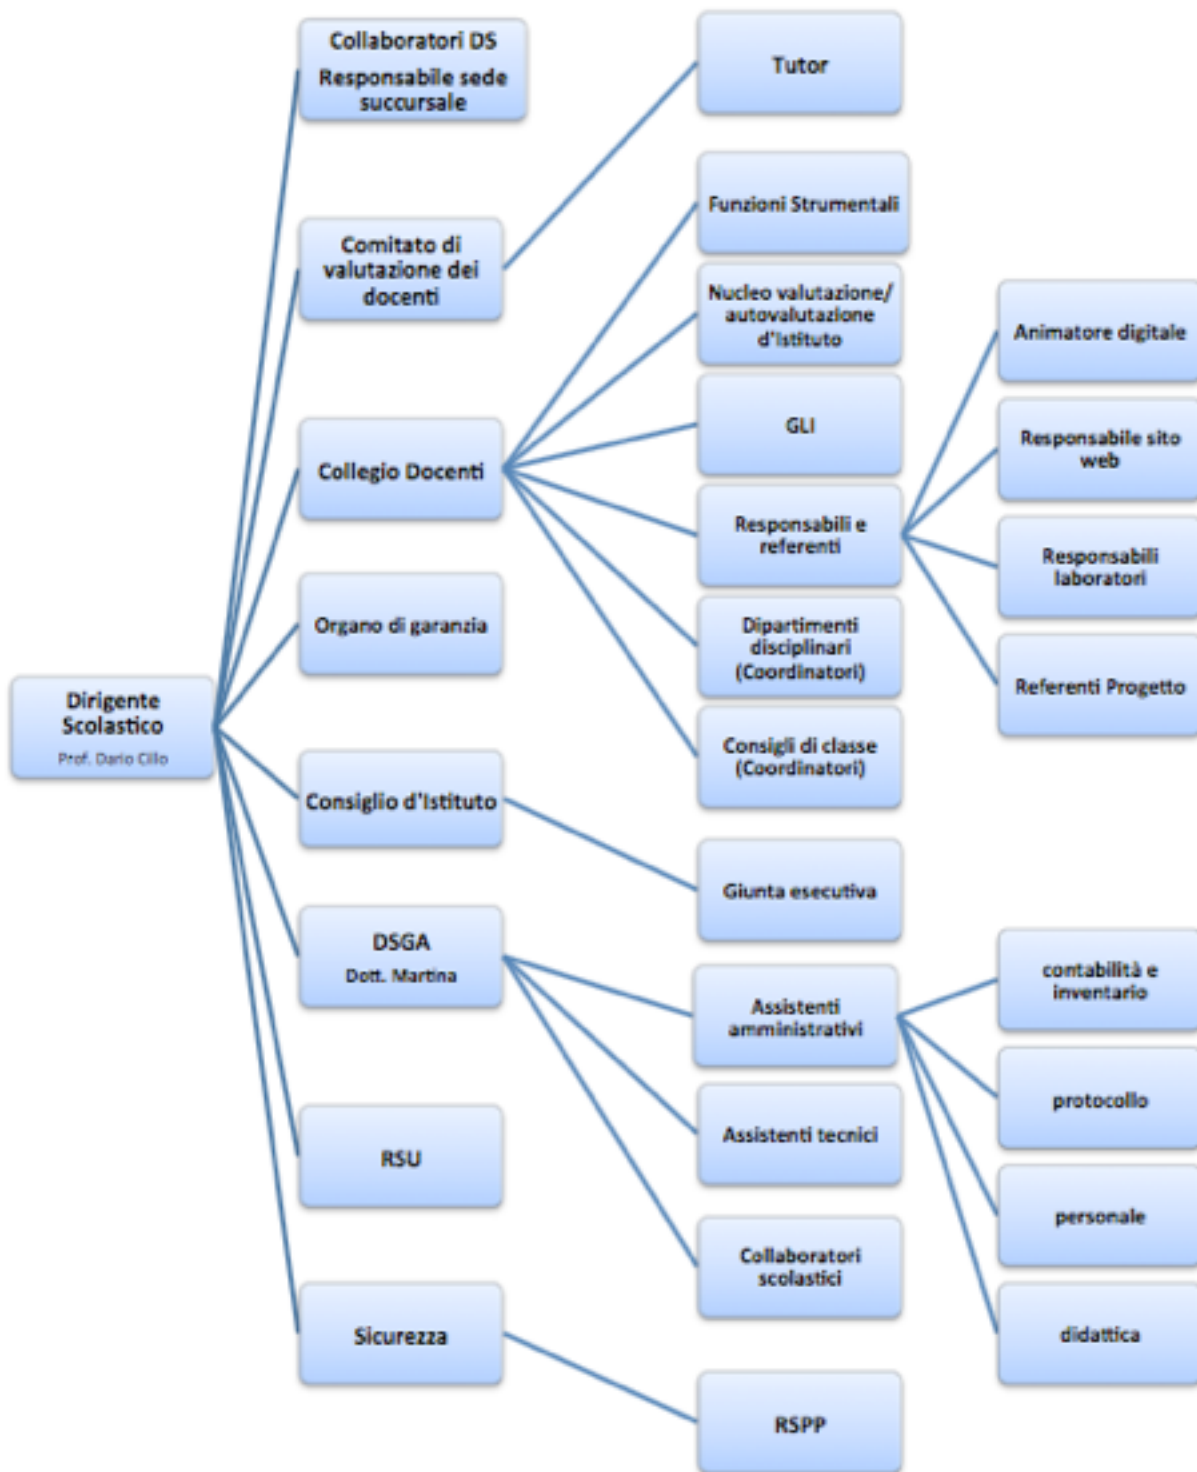 Collaboratori DS
Responsabile sede
succursale
Tutor
Comitato di
valutazione dei
docenti
Funzioni Strumentali
Nucleo valutazione/
autovalutazione
d'Istituto
Animatore digitale
GLI
Responsabile sito
web
Collegio Docenti
Responsabili e
referenti
Responsabili
laboratori
Organo di garanzia
Dipartimenti
disciplinari
(Coordinatori)
Referenti Progetto
Dirigente
Scolastico
Prof. Dario Cillo
Consigli di classe
(Coordinatori)
Consiglio d'Istituto
Giunta esecutiva
DSGA
Dott. Martina
contabilità e
inventario
Assistenti
amministrativi
protocollo
Assistenti tecnici
RSU
personale
Collaboratori
scolastici
Sicurezza
didattica
RSPP